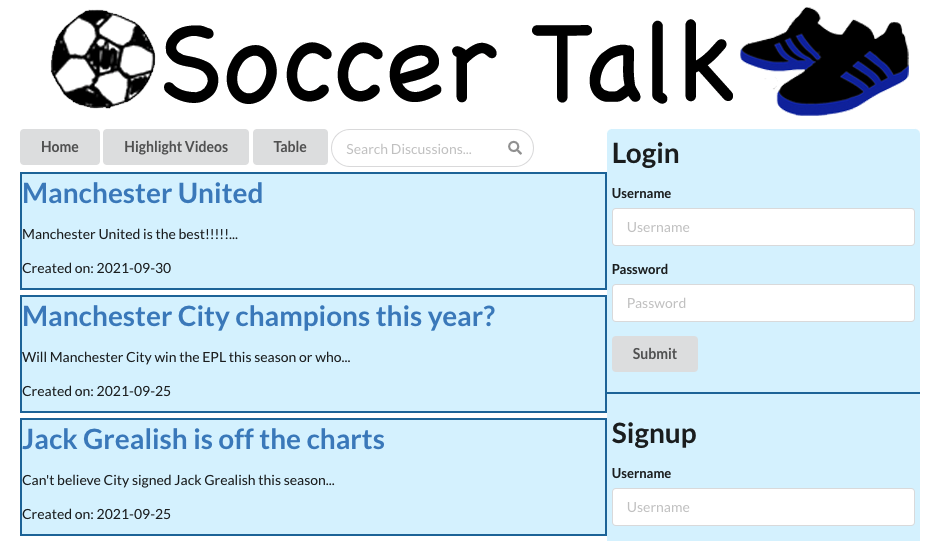 Soccer Talk
Home
Highlight Videos
Table
Search Discussions...
Manchester United
Manchester United is the best!!!!!...
Created on: 2021-09-30
Manchester City champions this year?
Will Manchester City win the EPL this season or who...
Created on: 2021-09-25
Jack Grealish is off the charts
Can't believe City signed Jack Grealish this season...
Created on: 2021-09-25
Login
Username
Username
Password
Password
Submit
Signup
Username
Username